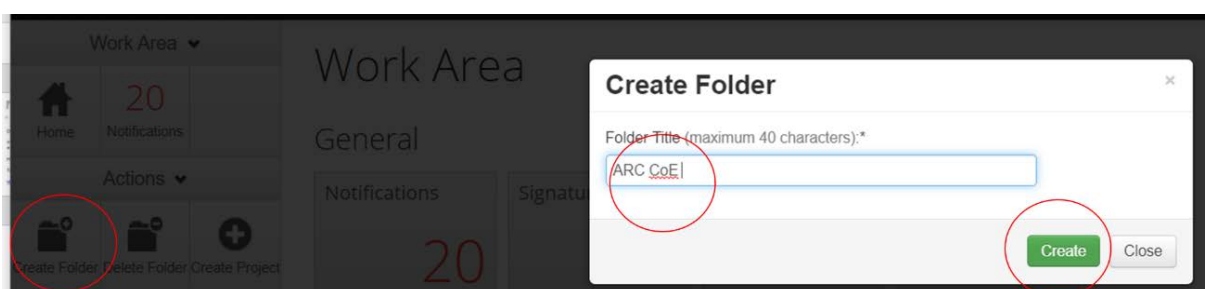 Work Area
Home
20
Notifications
Actions
Create Folder
Delete Folder
Create Project
Work Area
General
Notifications
20
Create Folder
×
Folder Title (maximum 40 characters):*
ARC CoE
Create
Close